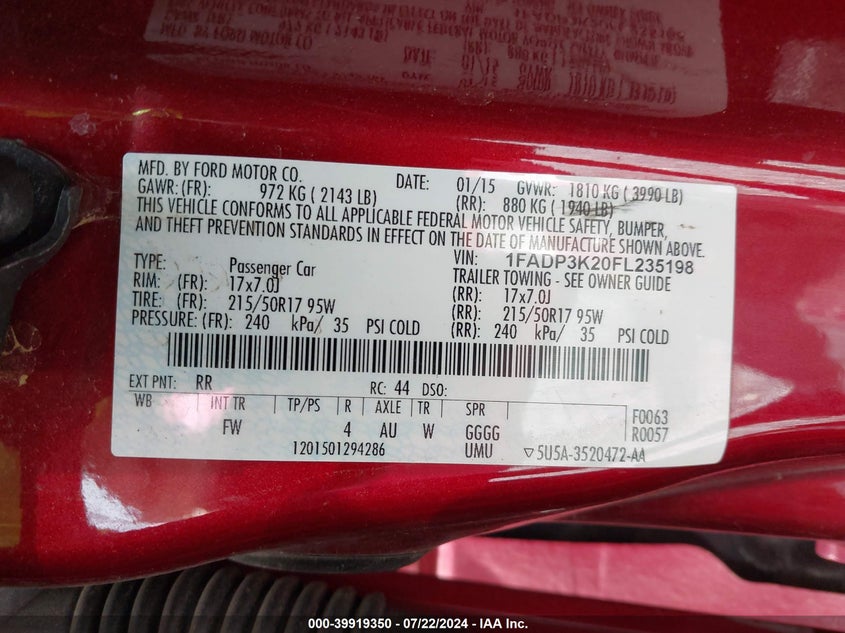 MFD. BY FORD MOTOR CO. DATE: 01/15 GVWR: 1810 KG ( 3990 LB)
GAWR: (FR): 972 KG ( 2143 LB) (RR): 880 KG ( 1940 LB)
THIS VEHICLE CONFORMS TO ALL APPLICABLE FEDERAL MOTOR VEHICLE SAFETY, BUMPER,
AND THEFT PREVENTION STANDARDS IN EFFECT ON THE DATE OF MANUFACTURE SHOWN ABOVE.
VIN: 1FADP3K20FL235198
TYPE: Passenger Car TRAILER TOWING - SEE OWNER GUIDE
RIM: (FR): 17x7.0J (RR): 17x7.0J
TIRE: (FR): 215/50R17 95W (RR): 215/50R17 95W
PRESSURE: (FR): 240 kPa/ 35 PSI COLD (RR): 240 kPa/ 35 PSI COLD
EXT PNT: RR RC: 44 DSO:
WB INT TR TP/PS R AXLE TR SPR F0063
FW 4 AU W GGGG R0057
1201501294286 UMU ▽5U5A-3520472-AA
000-39919350 - 07/22/2024 - IAA Inc.